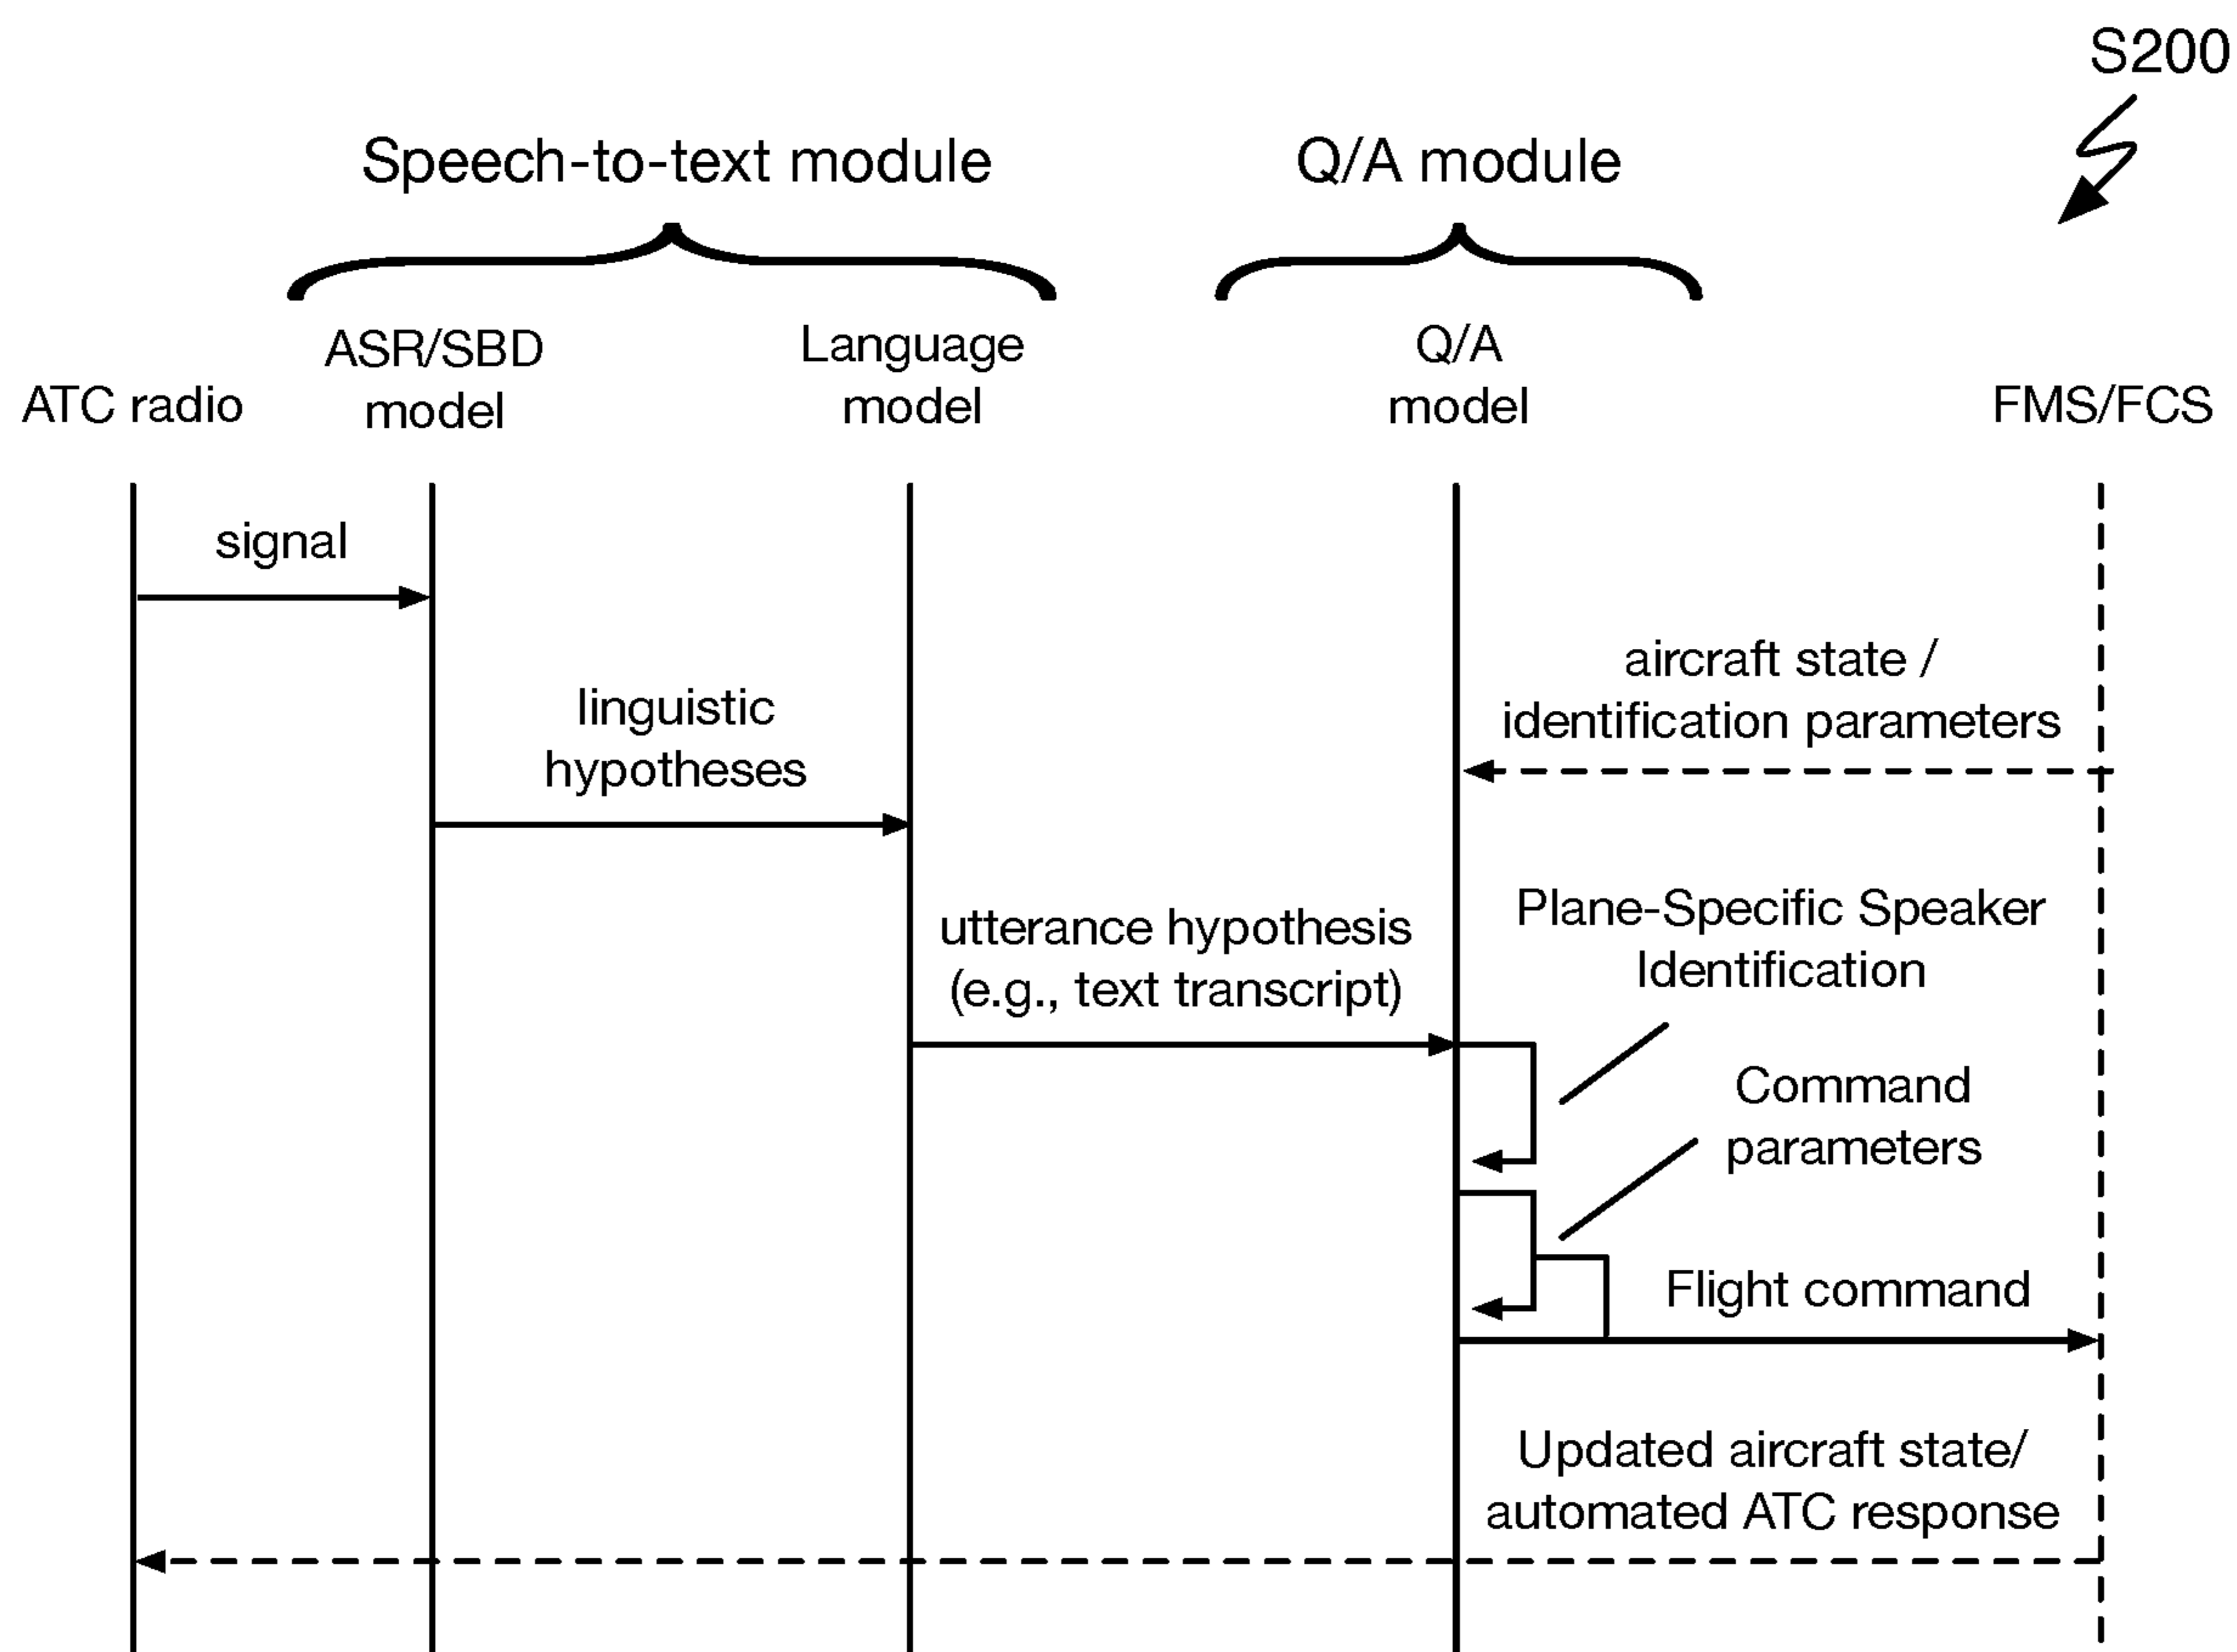 S200
Speech-to-text module
Q/A module
ATC radio
ASR/SBD
model
Language
model
Q/A
model
FMS/FCS
signal
aircraft state /
identification parameters
linguistic
hypotheses
Plane-Specific Speaker
Identification
utterance hypothesis
(e.g., text transcript)
Command
parameters
Flight command
Updated aircraft state/
automated ATC response